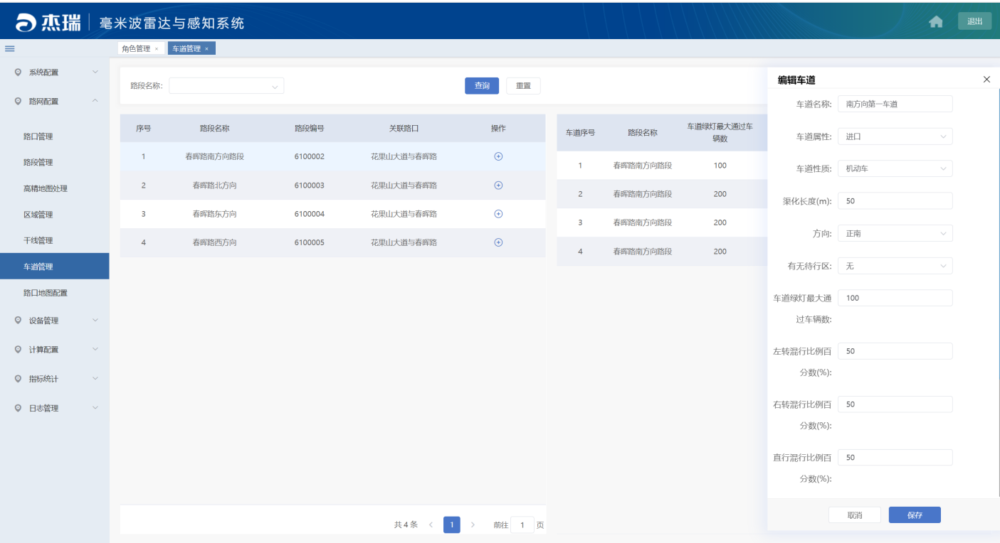 杰瑞 毫米波雷达与感知系统 退出
角色管理 × 车道管理 ×
系统配置
路网配置
路口管理
路段管理
高精地图处理
区域管理
干线管理
车道管理
路口地图配置
设备管理
计算配置
指标统计
日志管理
路段名称: 查询 重置
序号 路段名称 路段编号 关联路口 操作
1 春晖路南方向路段 6100002 花果山大道与春晖路
2 春晖路北方向 6100003 花果山大道与春晖路
3 春晖路东方向 6100004 花果山大道与春晖路
4 春晖路西方向 6100005 花果山大道与春晖路
共 4 条 < 1 > 前往 1 页
车道序号 路段名称 车道绿灯最大通过车
辆数
1 春晖路南方向路段 100
2 春晖路南方向路段 200
3 春晖路南方向路段 200
4 春晖路南方向路段 200
编辑车道
车道名称: 南方向第一车道
车道属性: 进口
车道性质: 机动车
渠化长度(m): 50
方向: 正南
有无待行区: 无
车道绿灯最大通 100
过车辆数:
左转混行比例百 50
分数(%):
右转混行比例百 50
分数(%):
直行混行比例百 50
分数(%):
取消 保存